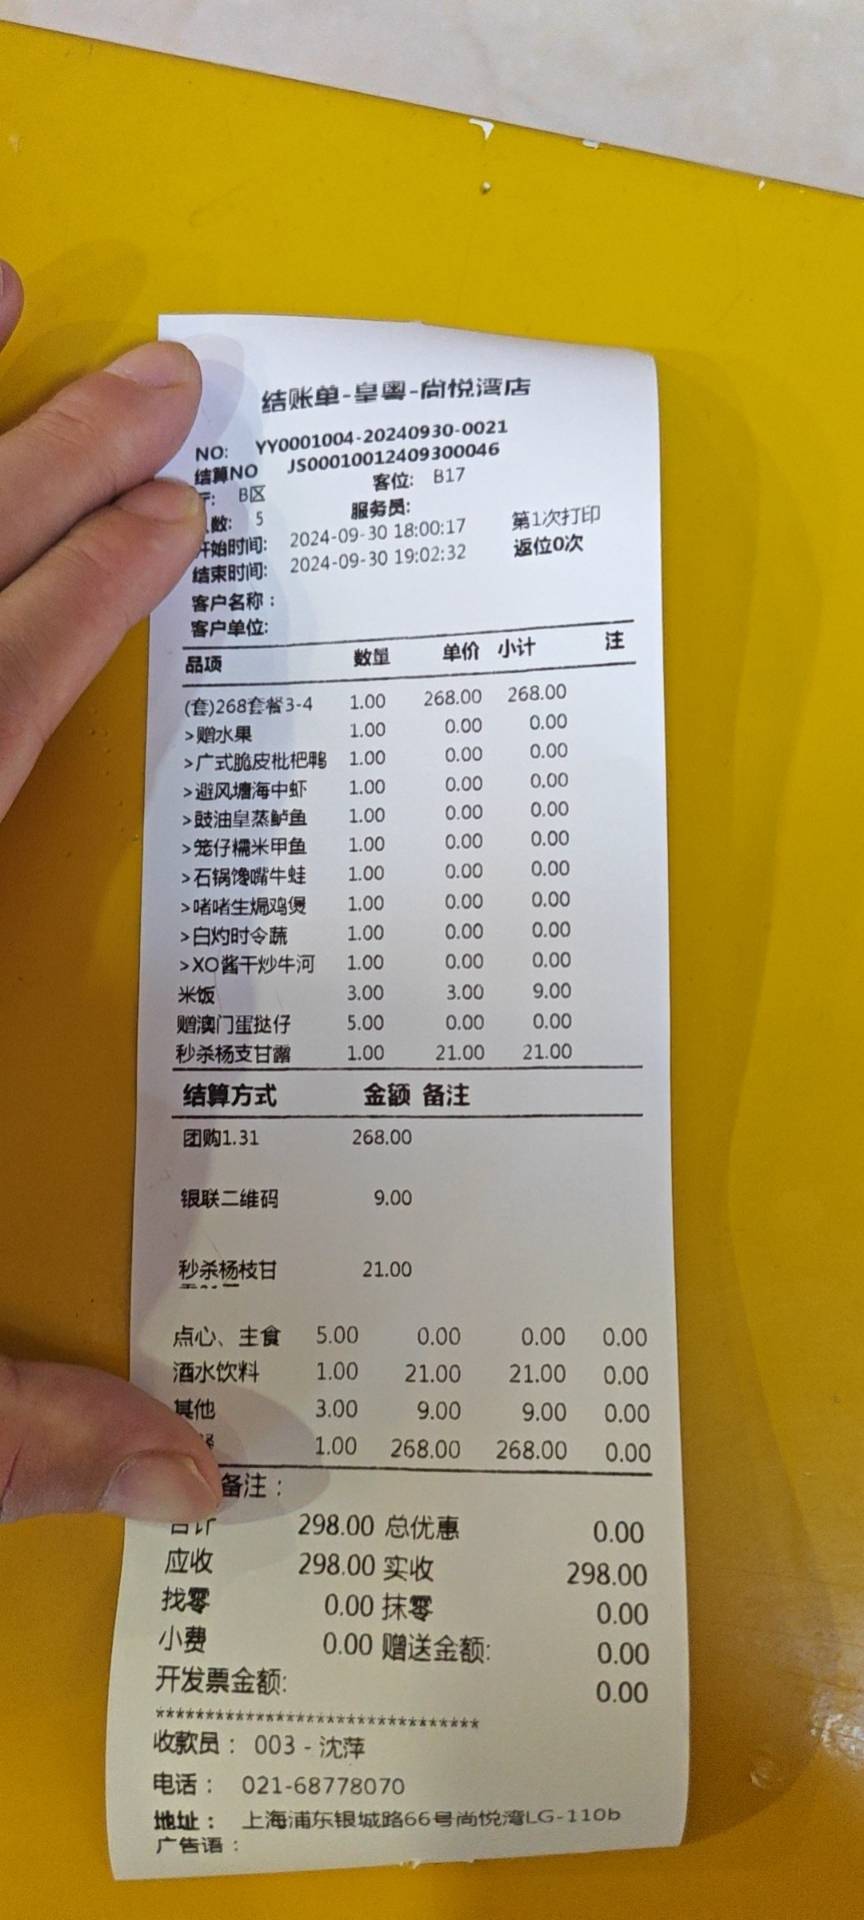 结账单-皇粤-尚悦湾店
NO: YY0001004-20240930-0021
结算NO JS00010012409300046
: B区 客位: B17
数: 5 服务员:
开始时间: 2024-09-30 18:00:17 第1次打印
结束时间: 2024-09-30 19:02:32 返位0次
客户名称:
客户单位:
品项 数量 单价 小计 注
(套)268套餐3-4 1.00 268.00 268.00
>赠水果 1.00 0.00 0.00
>广式脆皮枇杷鸭 1.00 0.00 0.00
>避风塘海中虾 1.00 0.00 0.00
>豉油皇蒸鲈鱼 1.00 0.00 0.00
>笼仔糯米甲鱼 1.00 0.00 0.00
>石锅馋嘴牛蛙 1.00 0.00 0.00
>啫啫生焗鸡煲 1.00 0.00 0.00
>白灼时令蔬 1.00 0.00 0.00
>XO酱干炒牛河 1.00 0.00 0.00
米饭 3.00 3.00 9.00
赠澳门蛋挞仔 5.00 0.00 0.00
秒杀杨支甘露 1.00 21.00 21.00
结算方式 金额 备注
团购1.31 268.00
银联二维码 9.00
秒杀杨枝甘 21.00
点心、主食 5.00 0.00 0.00 0.00
酒水饮料 1.00 21.00 21.00 0.00
其他 3.00 9.00 9.00 0.00
1.00 268.00 268.00 0.00
备注:
合计 298.00 总优惠 0.00
应收 298.00 实收 298.00
找零 0.00 抹零 0.00
小费 0.00 赠送金额: 0.00
开发票金额: 0.00
********************************
收款员: 003 - 沈萍
电话: 021-68778070
地址: 上海浦东银城路66号尚悦湾LG-110b
广告语: